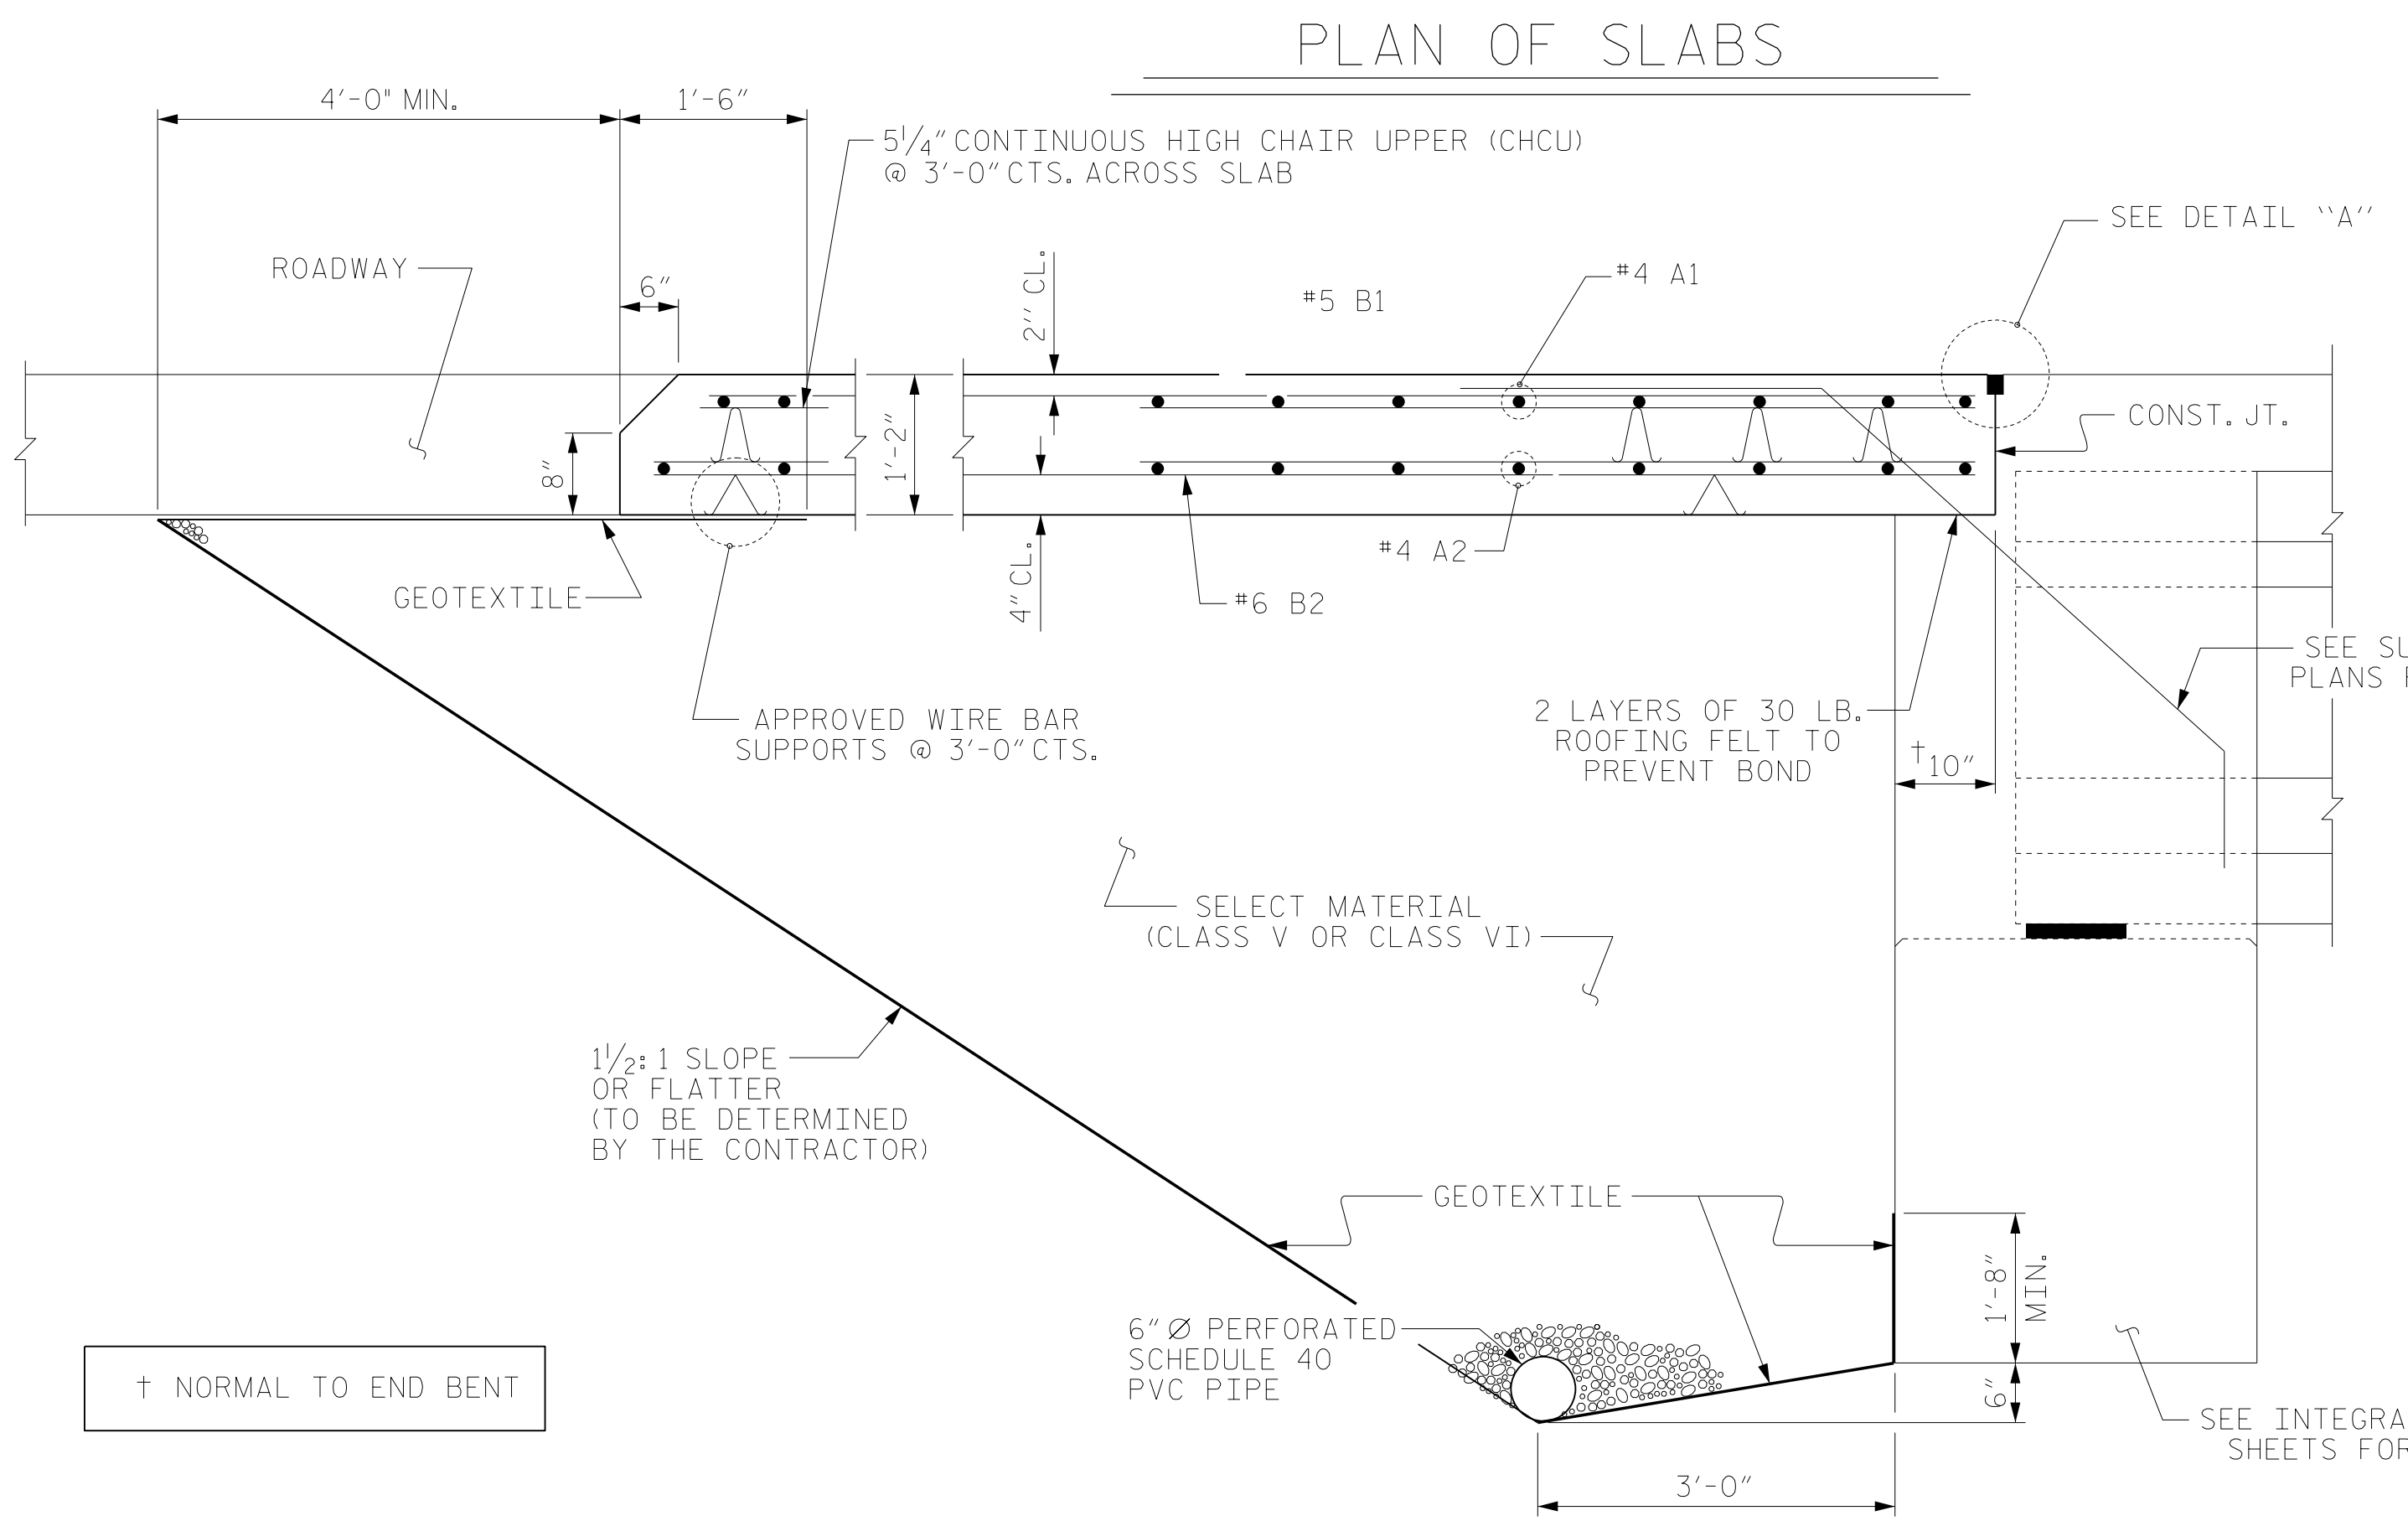 PLAN OF SLABS
4'-0" MIN.
1'-6"
5 1/4" CONTINUOUS HIGH CHAIR UPPER (CHCU)
@ 3'-0" CTS. ACROSS SLAB
SEE DETAIL "A"
ROADWAY
6"
2" CL.
#5 B1
#4 A1
CONST. JT.
8"
1'-2"
4" CL.
#4 A2
#6 B2
GEOTEXTILE
SEE
PLANS
APPROVED WIRE BAR
SUPPORTS @ 3'-0" CTS.
2 LAYERS OF 30 LB.
ROOFING FELT TO
PREVENT BOND
† 10"
SELECT MATERIAL
(CLASS V OR CLASS VI)
1 1/2 : 1 SLOPE
OR FLATTER
(TO BE DETERMINED
BY THE CONTRACTOR)
GEOTEXTILE
1'-8"
MIN.
6" Ø PERFORATED
SCHEDULE 40
PVC PIPE
6"
† NORMAL TO END BENT
SEE INTEGRA
SHEETS FOR
3'-0"